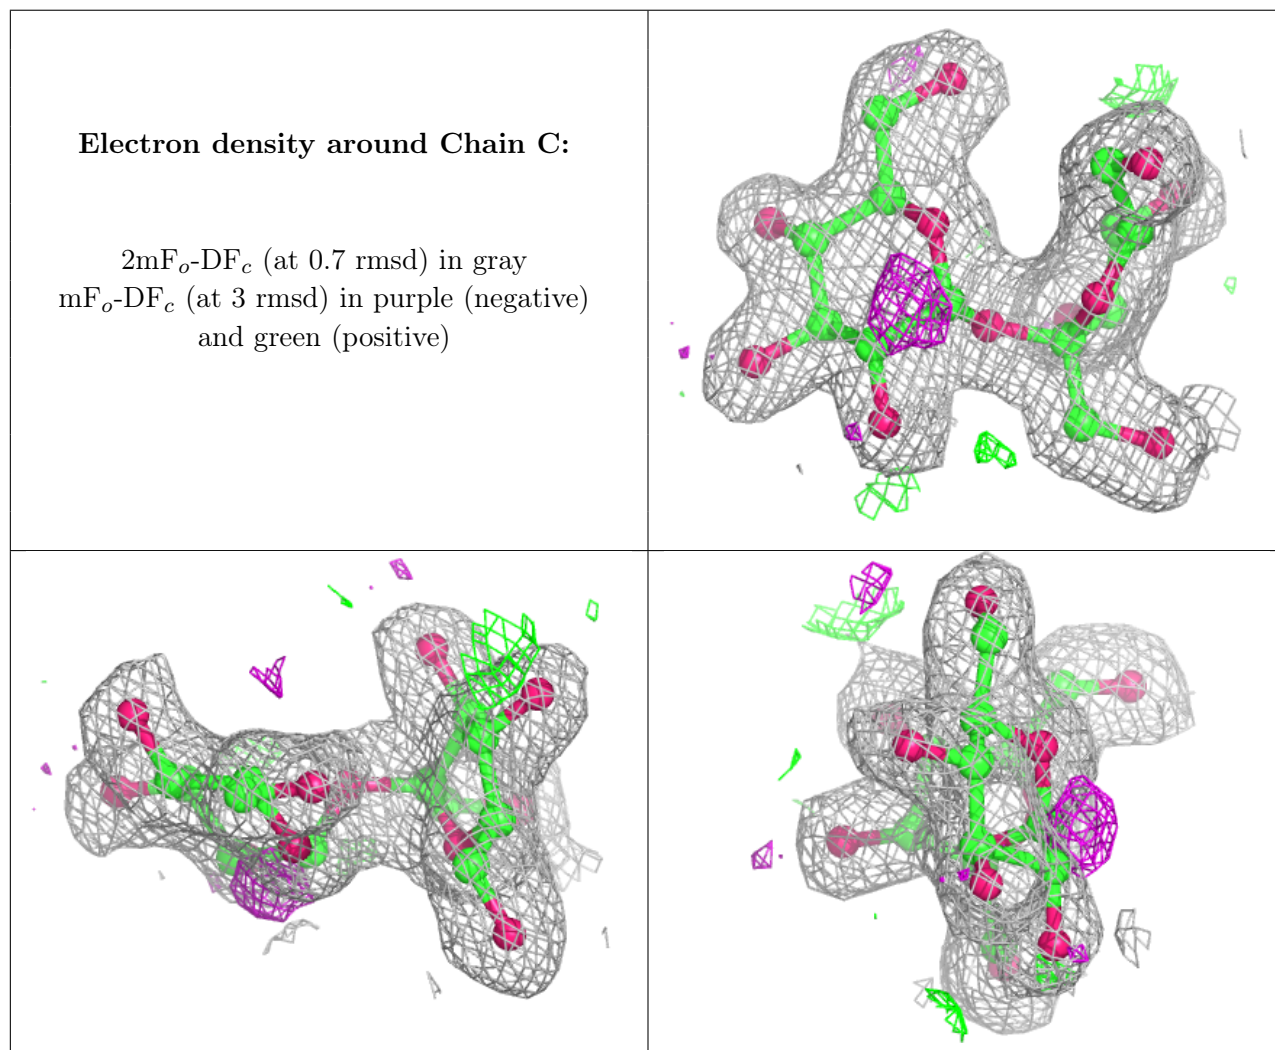 Electron density around Chain C:
2mFo-DFc (at 0.7 rmsd) in gray
mFo-DFc (at 3 rmsd) in purple (negative)
and green (positive)